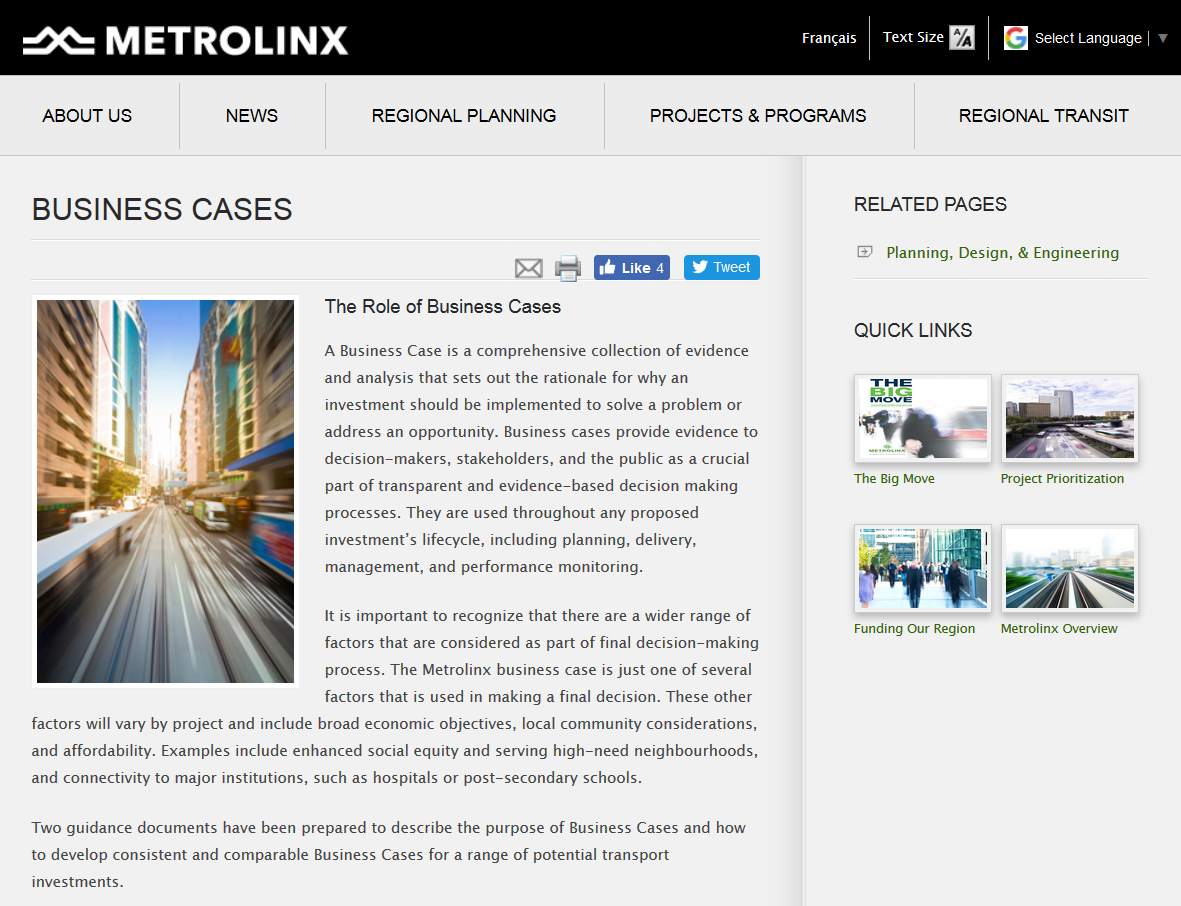 METROLINX
Français
Text Size
Select Language
ABOUT US
NEWS
REGIONAL PLANNING
PROJECTS & PROGRAMS
REGIONAL TRANSIT
BUSINESS CASES
Like 4
Tweet
The Role of Business Cases
A Business Case is a comprehensive collection of evidence
and analysis that sets out the rationale for why an
investment should be implemented to solve a problem or
address an opportunity. Business cases provide evidence to
decision-makers, stakeholders, and the public as a crucial
part of transparent and evidence-based decision making
processes. They are used throughout any proposed
investment's lifecycle, including planning, delivery,
management, and performance monitoring.
It is important to recognize that there are a wider range of
factors that are considered as part of final decision-making
process. The Metrolinx business case is just one of several
factors that is used in making a final decision. These other
factors will vary by project and include broad economic objectives, local community considerations,
and affordability. Examples include enhanced social equity and serving high-need neighbourhoods,
and connectivity to major institutions, such as hospitals or post-secondary schools.
Two guidance documents have been prepared to describe the purpose of Business Cases and how
to develop consistent and comparable Business Cases for a range of potential transport
investments.
RELATED PAGES
Planning, Design, & Engineering
QUICK LINKS
THE
BIG
MOVE
METROLINX
The Big Move
Project Prioritization
Funding Our Region
Metrolinx Overview